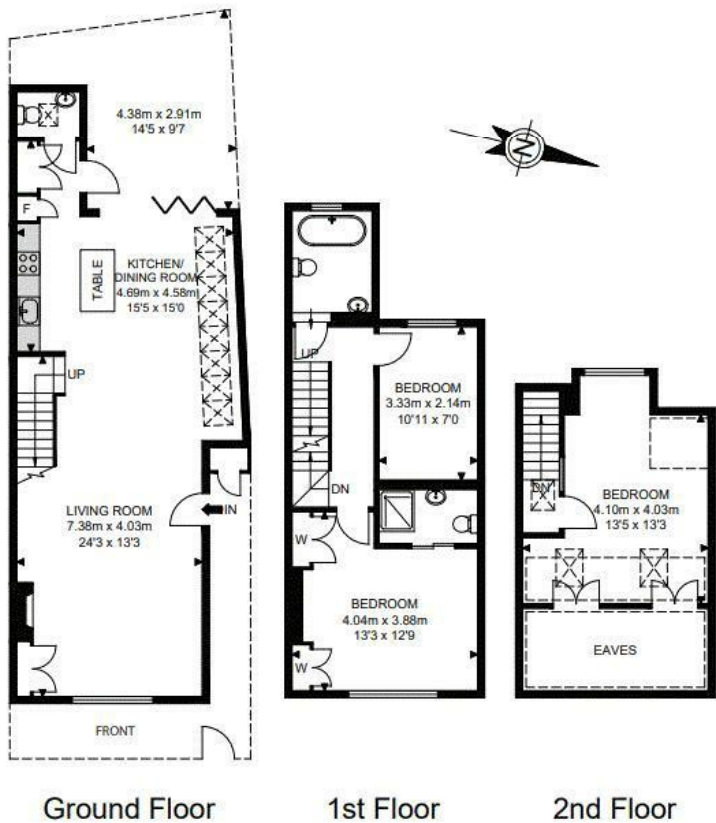 4.38m x 2.91m
14'5 x 9'7
N
F
TABLE
KITCHEN/
DINING ROOM
4.69m x 4.58m
15'5 x 15'0
UP
LIVING ROOM
7.38m x 4.03m
24'3 x 13'3
IN
FRONT
Ground Floor
UP
BEDROOM
3.33m x 2.14m
10'11 x 7'0
DN
W
BEDROOM
4.04m x 3.88m
13'3 x 12'9
W
1st Floor
DN
BEDROOM
4.10m x 4.03m
13'5 x 13'3
EAVES
2nd Floor